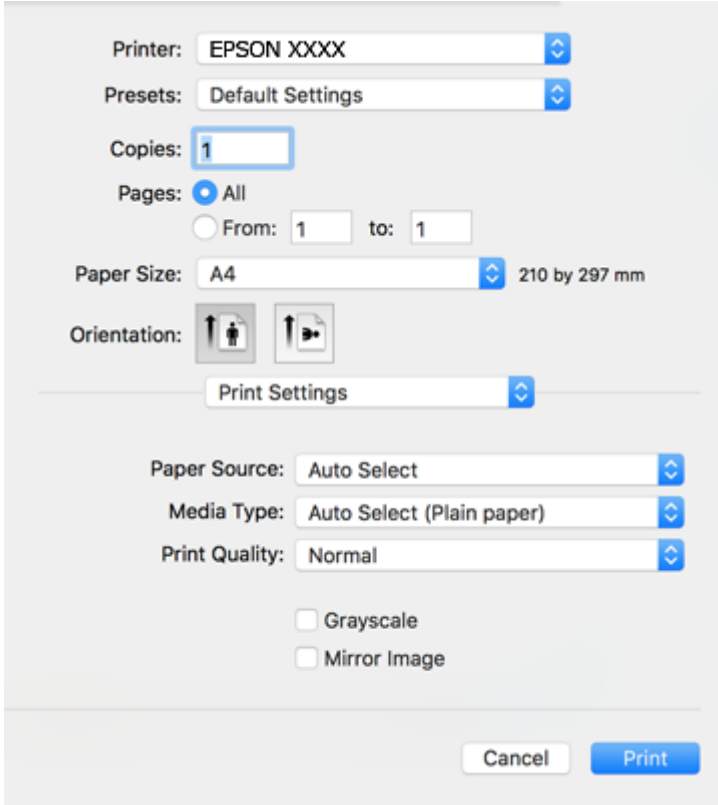 Printer: EPSON XXXX
Presets: Default Settings
Copies: 1
Pages: All
From: 1 to: 1
Paper Size: A4 210 by 297 mm
Orientation:
Print Settings
Paper Source: Auto Select
Media Type: Auto Select (Plain paper)
Print Quality: Normal
Grayscale
Mirror Image
Cancel Print